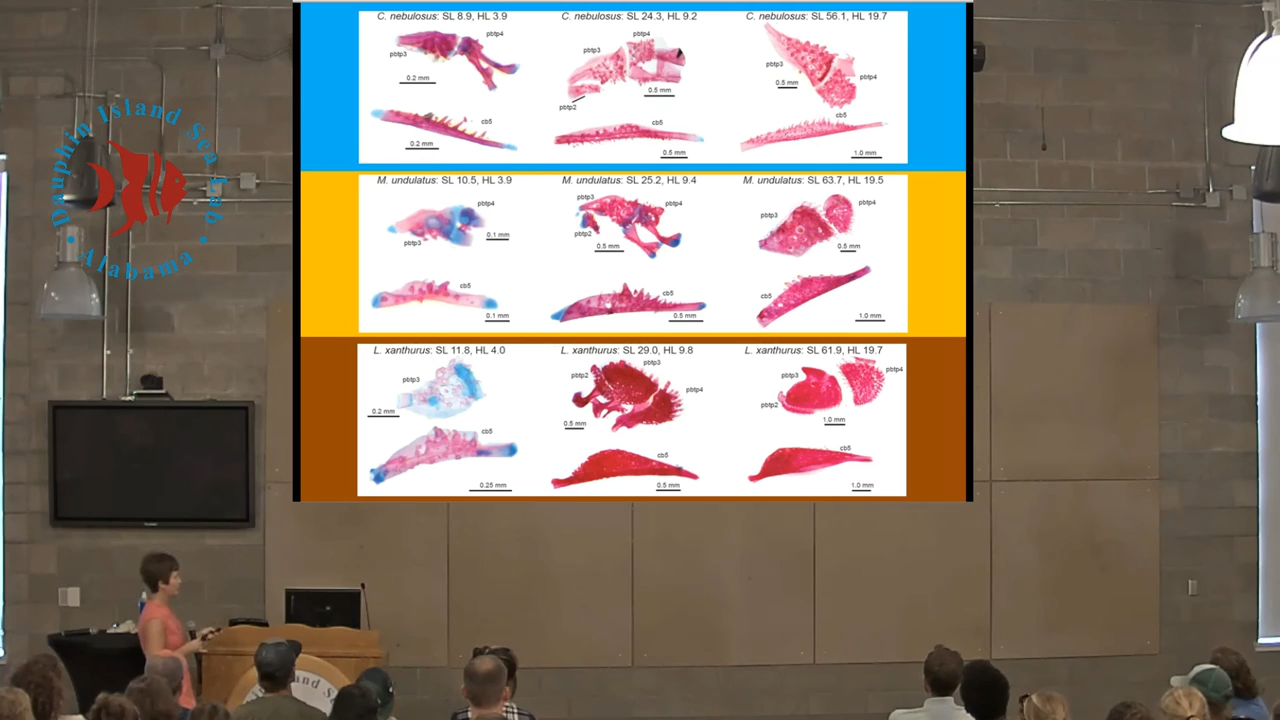 C. nebulosus: SL 8.9, HL 3.9
pbtp4
pbtp3
0.2 mm
cb5
0.2 mm
C. nebulosus: SL 24.3, HL 9.2
pbtp4
pbtp3
0.5 mm
pbtp2
cb5
0.5 mm
C. nebulosus: SL 56.1, HL 19.7
pbtp3
pbtp4
0.5 mm
cb5
1.0 mm
M. undulatus: SL 10.5, HL 3.9
pbtp4
pbtp3
0.1 mm
cb5
0.1 mm
M. undulatus: SL 25.2, HL 9.4
pbtp3
pbtp4
pbtp2
0.5 mm
cb5
0.5 mm
M. undulatus: SL 63.7, HL 19.5
pbtp4
pbtp3
0.5 mm
cb5
1.0 mm
L. xanthurus: SL 11.8, HL 4.0
pbtp3
0.2 mm
cb5
0.25 mm
L. xanthurus: SL 29.0, HL 9.8
pbtp3
pbtp2
pbtp4
0.5 mm
cb5
0.5 mm
L. xanthurus: SL 61.9, HL 19.7
pbtp3
pbtp4
pbtp2
1.0 mm
cb5
1.0 mm
Dauphin Island Sea Lab
Alabama
and S